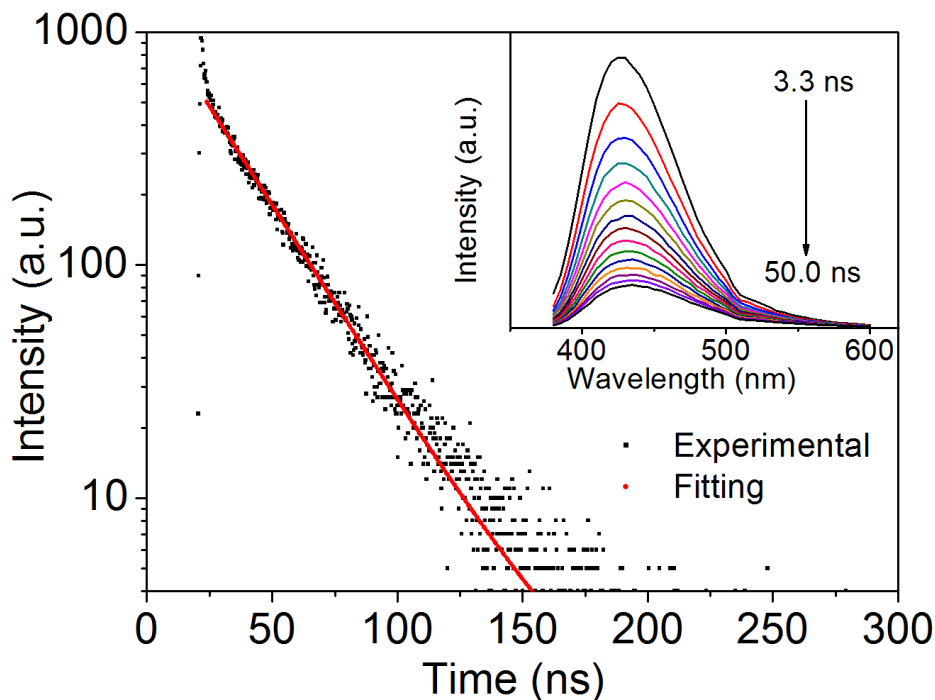 1000
100
10
Intensity (a.u.)
0 50 100 150 200 250 300
Time (ns)
Intensity (a.u.)
3.3 ns
50.0 ns
400 500 600
Wavelength (nm)
Experimental
Fitting